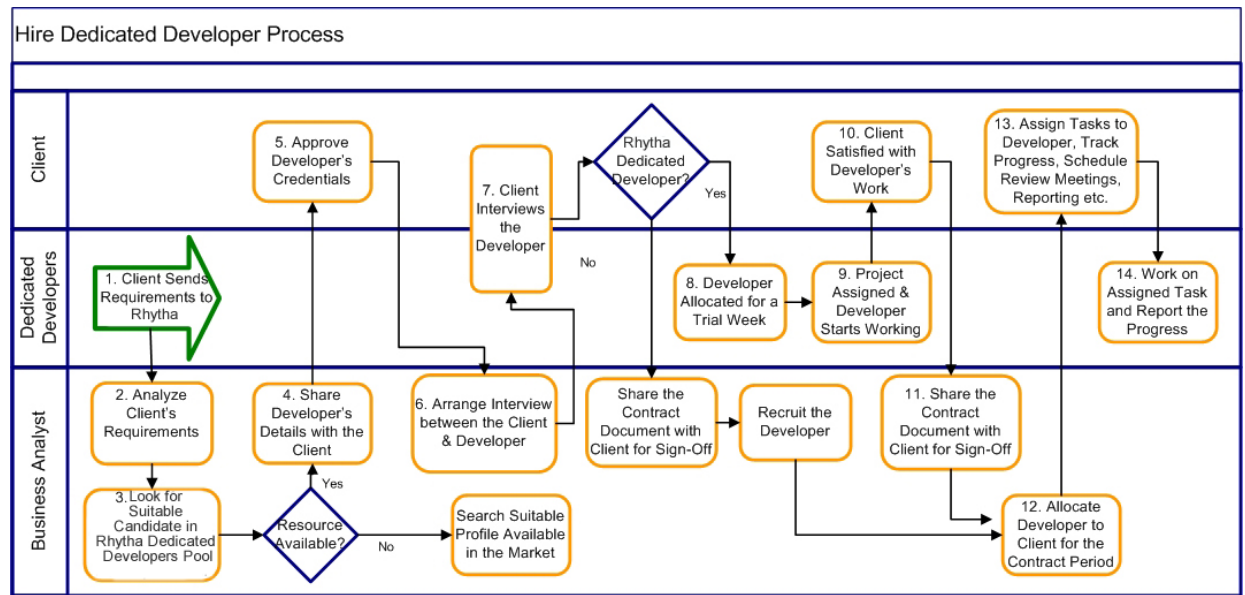 Hire Dedicated Developer Process
Client
5. Approve
Developer's
Credentials
7. Client
Interviews
the
Developer
Rhytha
Dedicated
Developer?
Yes
No
10. Client
Satisfied with
Developer's
Work
13. Assign Tasks to
Developer, Track
Progress, Schedule
Review Meetings,
Reporting etc.
Dedicated
Developers
1. Client Sends
Requirements to
Rhytha
8. Developer
Allocated for a
Trial Week
9. Project
Assigned &
Developer
Starts Working
14. Work on
Assigned Task
and Report the
Progress
Business Analyst
2. Analyze
Client's
Requirements
4. Share
Developer's
Details with the
Client
6. Arrange Interview
between the Client
& Developer
Share the
Contract
Document with
Client for Sign-Off
Recruit the
Developer
11. Share the
Contract
Document with
Client for Sign-Off
3. Look for
Suitable
Candidate in
Rhytha Dedicated
Developers Pool
Resource
Available?
Yes
No
Search Suitable
Profile Available
in the Market
12. Allocate
Developer to
Client for the
Contract Period